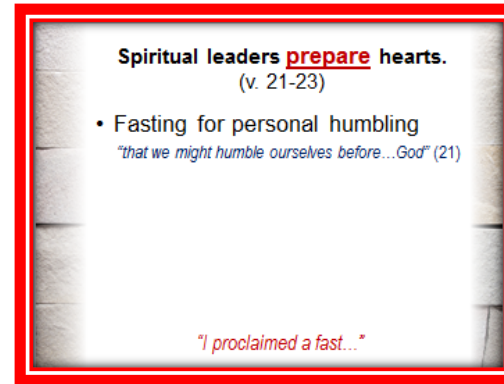 Spiritual leaders prepare hearts.
(v. 21-23)
• Fasting for personal humbling
"that we might humble ourselves before…God" (21)
"I proclaimed a fast…"